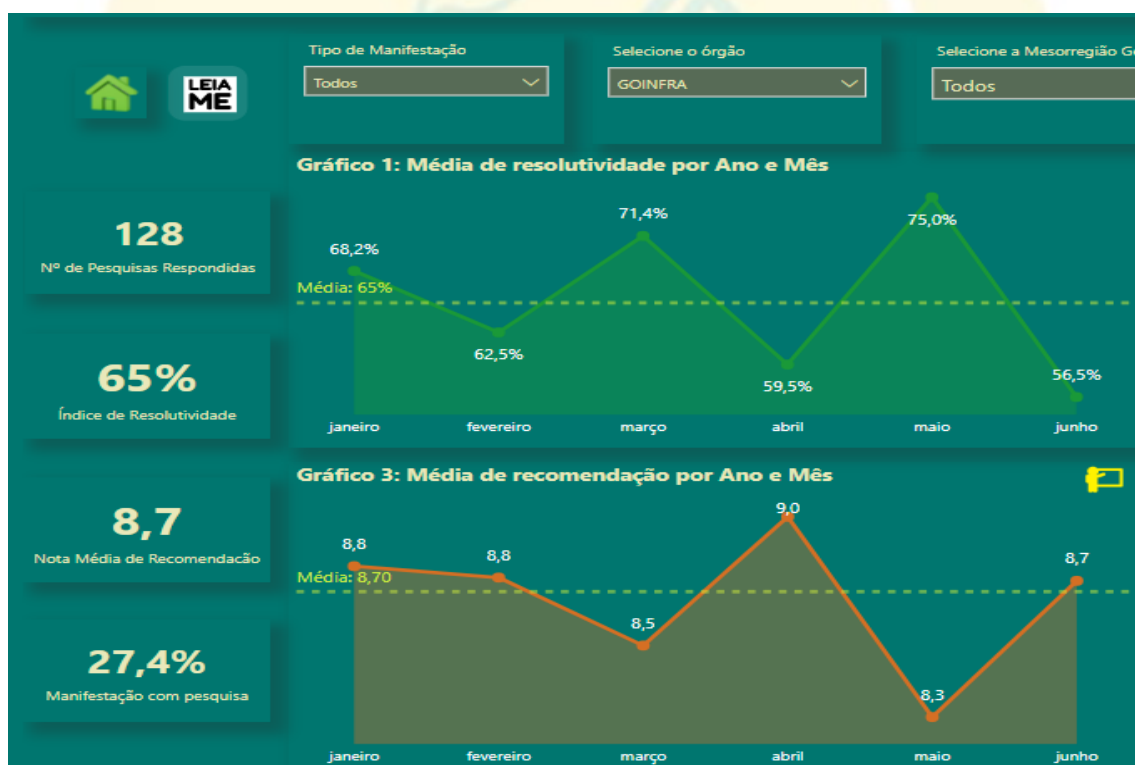 Tipo de Manifestação
Todos
Selecione o órgão
GOINFRA
Selecione a Mesorregião
Todos
LEIA
ME
128
Nº de Pesquisas Respondidas
65%
Índice de Resolutividade
8,7
Nota Média de Recomendacão
27,4%
Manifestação com pesquisa
Gráfico 1: Média de resolutividade por Ano e Mês
68,2%
62,5%
71,4%
59,5%
75,0%
56,5%
Média: 65%
janeiro fevereiro março abril maio junho
Gráfico 3: Média de recomendação por Ano e Mês
8,8
8,8
8,5
9,0
8,3
8,7
Média: 8,70
janeiro fevereiro março abril maio junho